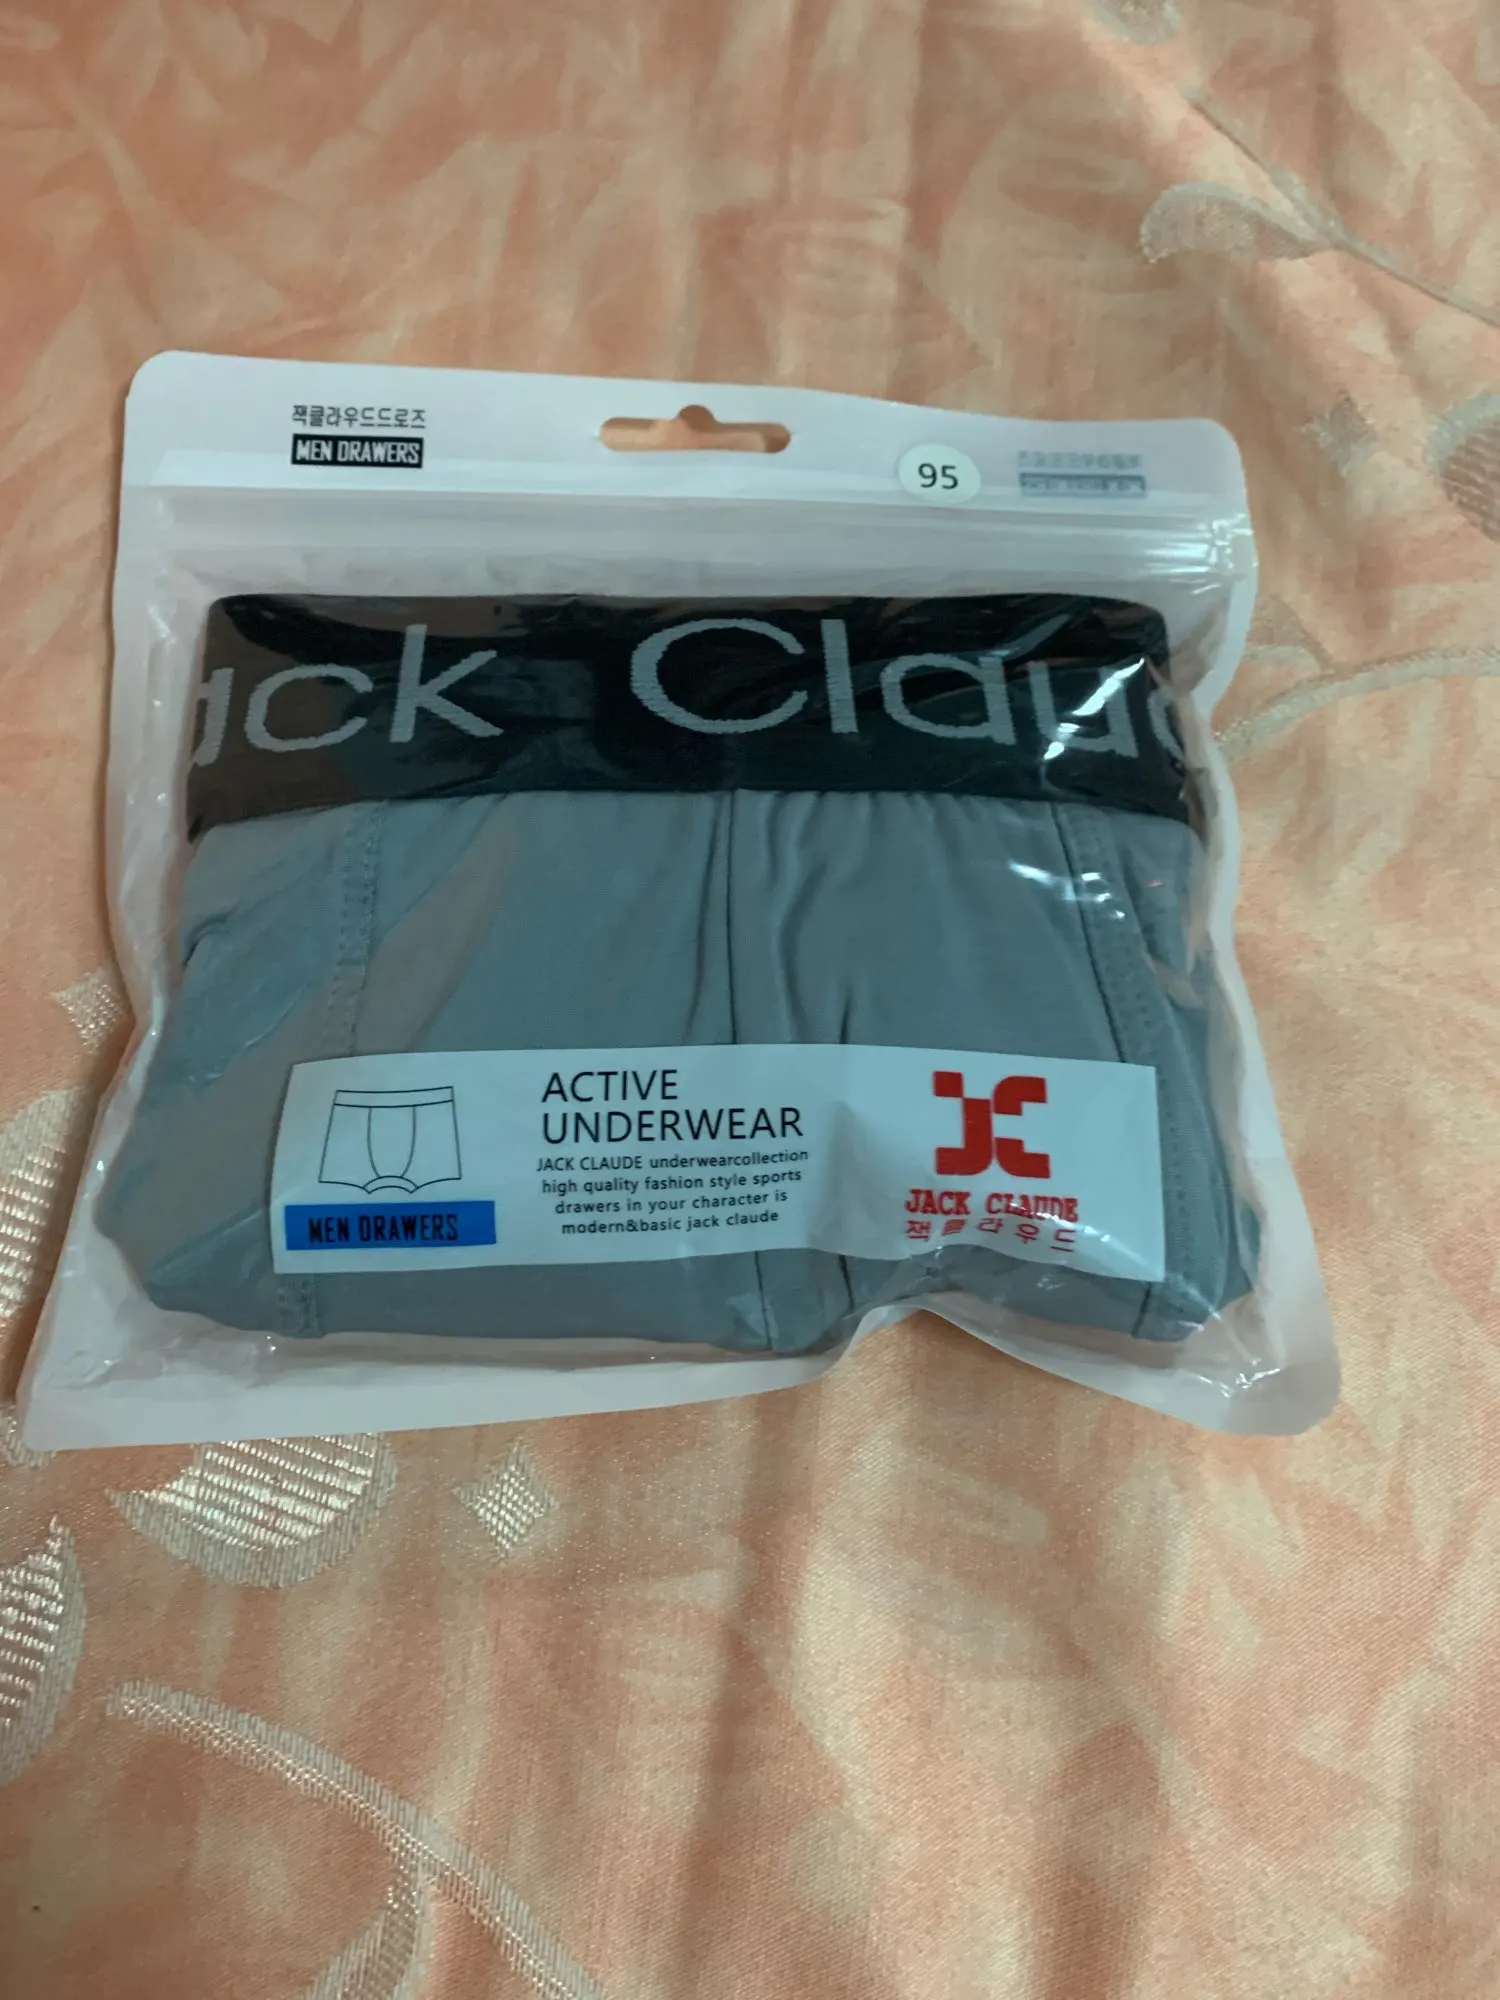 잭클라우드드로즈
MEN DRAWERS
95
ack Clau
ACTIVE
UNDERWEAR
JACK CLAUDE underwearcollection
high quality fashion style sports
drawers in your character is
modern&basic jack claude
MEN DRAWERS
JC
JACK CLAUDE
잭클라우드